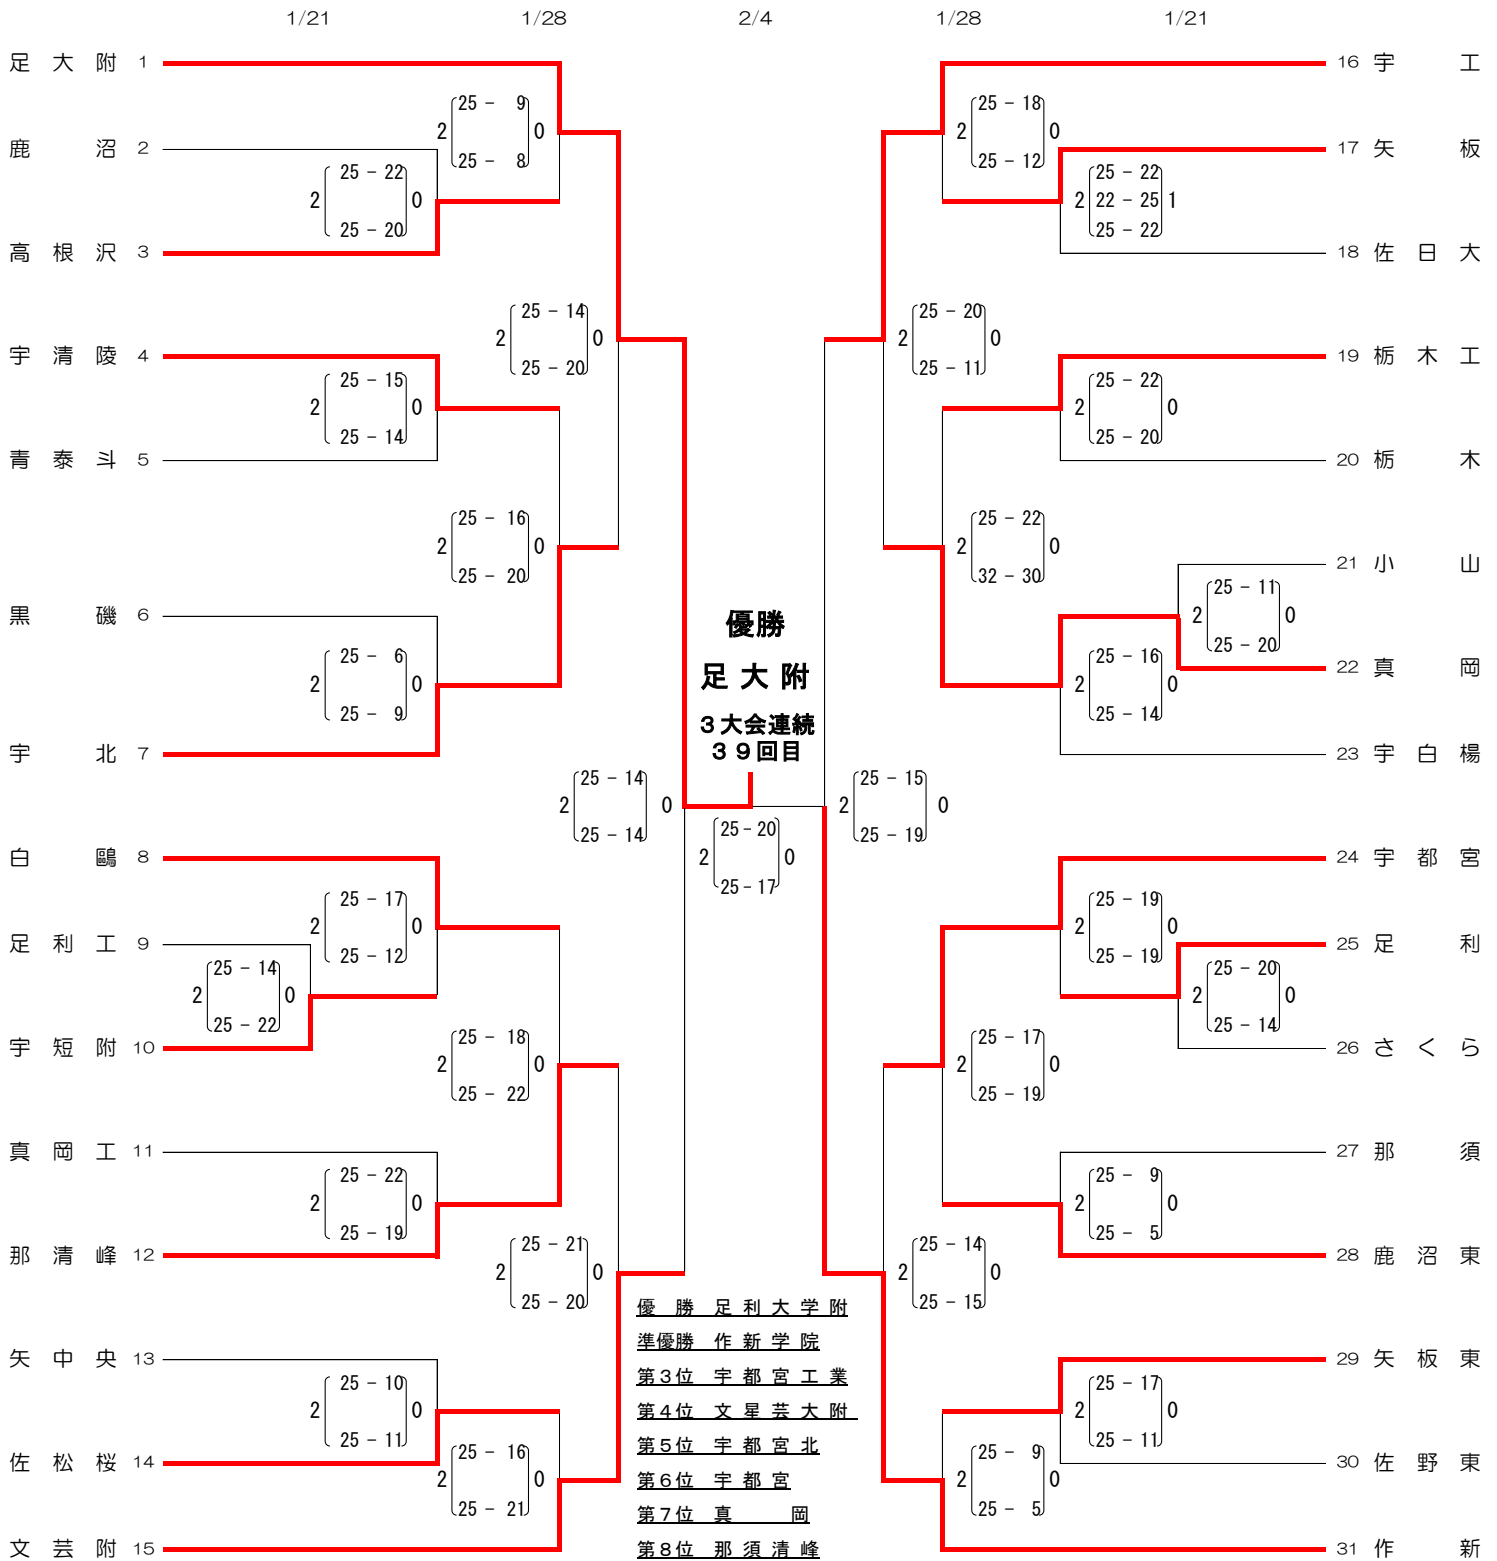 1/21 1/28 2/4 1/28 1/21
足大附 1
鹿沼 2
高根沢 3
宇清陵 4
青泰斗 5
黒磯 6
宇北 7
白鷗 8
足利工 9
宇短附 10
真岡工 11
那清峰 12
矢中央 13
佐松桜 14
文芸附 15
25 - 9
2 0
25 - 8
25 - 22
2 0
25 - 20
25 - 14
2 0
25 - 20
25 - 15
2 0
25 - 14
25 - 16
2 0
25 - 20
25 - 6
2 0
25 - 9
25 - 14
2 0
25 - 14
25 - 17
2 0
25 - 12
25 - 14
2 0
25 - 22
25 - 18
2 0
25 - 22
25 - 22
2 0
25 - 19
25 - 21
2 0
25 - 20
25 - 10
2 0
25 - 11
25 - 16
2 0
25 - 21
優勝
足大附
3大会連続
39回目
25 - 20
2 0
25 - 17
優勝 足利大学附
準優勝 作新学院
第3位 宇都宮工業
第4位 文星芸大附
第5位 宇都宮北
第6位 宇都宮
第7位 真岡
第8位 那須清峰
25 - 18
2 0
25 - 12
25 - 22
2 22 - 25 1
25 - 22
25 - 20
2 0
25 - 11
25 - 22
2 0
25 - 20
25 - 22
2 0
32 - 30
25 - 11
2 0
25 - 20
25 - 16
2 0
25 - 14
25 - 15
2 0
25 - 19
25 - 19
2 0
25 - 19
25 - 20
2 0
25 - 14
25 - 17
2 0
25 - 19
25 - 9
2 0
25 - 5
25 - 14
2 0
25 - 15
25 - 17
2 0
25 - 11
25 - 9
2 0
25 - 5
16 宇工
17 矢板
18 佐日大
19 栃木工
20 栃木
21 小山
22 真岡
23 宇白楊
24 宇都宮
25 足利
26 さくら
27 那須
28 鹿沼東
29 矢板東
30 佐野東
31 作新